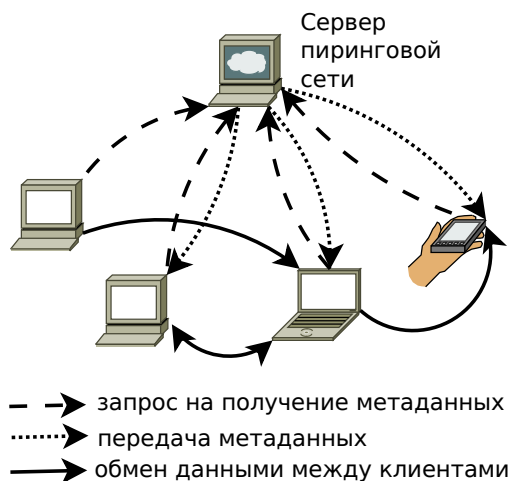 Сервер
пиринговой
сети
запрос на получение метаданных
передача метаданных
обмен данными между клиентами